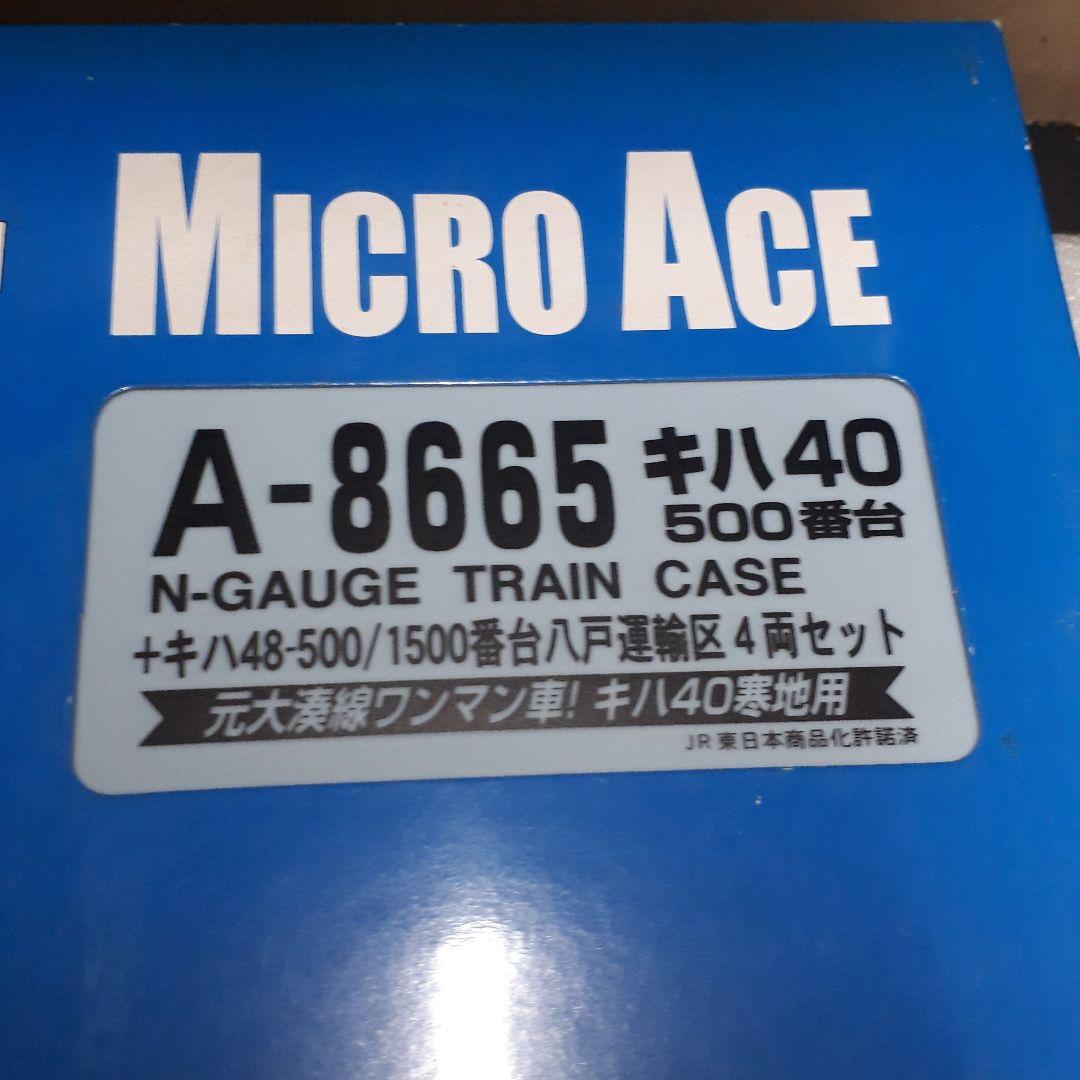 MICRO ACE
A-8665 キハ40
500番台
N-GAUGE TRAIN CASE
+キハ48-500/1500番台八戸運輸区4両セット
元大湊線ワンマン車! キハ40寒地用
JR東日本商品化許諾済